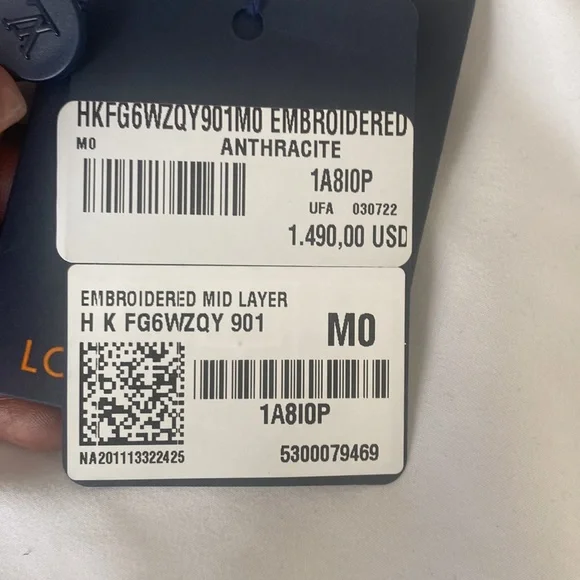 HKFG6WZQY901M0 EMBROIDERED
M0 ANTHRACITE
1A8I0P
UFA 030722
1.490,00 USD
EMBROIDERED MID LAYER
H K FG6WZQY 901
M0
1A8I0P
NA201113322425
5300079469
LO